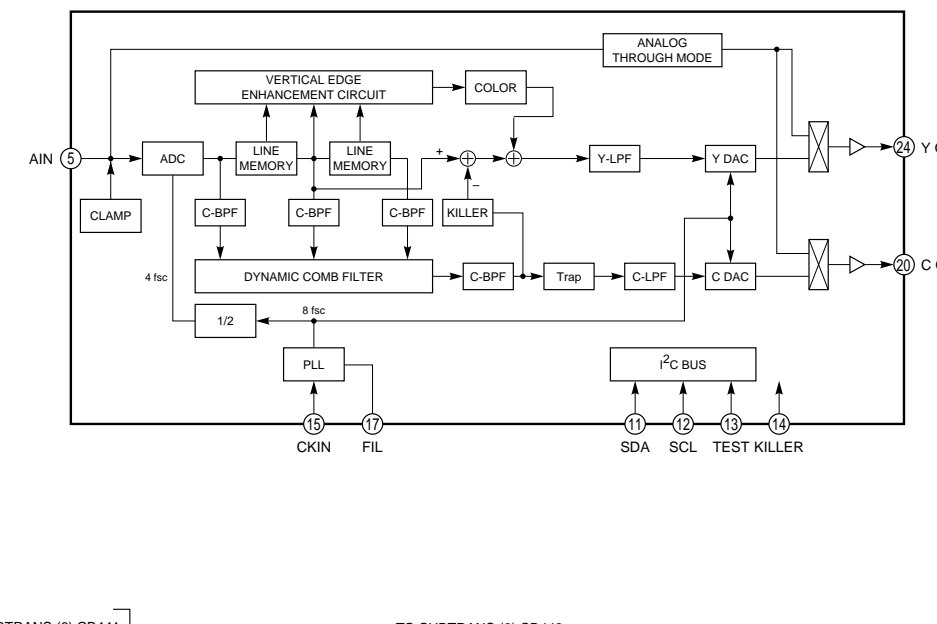 ANALOG
THROUGH MODE
VERTICAL EDGE
ENHANCEMENT CIRCUIT
COLOR
AIN 5
ADC
LINE
MEMORY
LINE
MEMORY
+
Y-LPF
Y DAC
24 Y
CLAMP
C-BPF
C-BPF
C-BPF
–
KILLER
4 fsc
DYNAMIC COMB FILTER
C-BPF
Trap
C-LPF
C DAC
20 C
1/2
8 fsc
PLL
I2C BUS
15
17
11
12
13
14
CKIN
FIL
SDA
SCL
TEST
KILLER